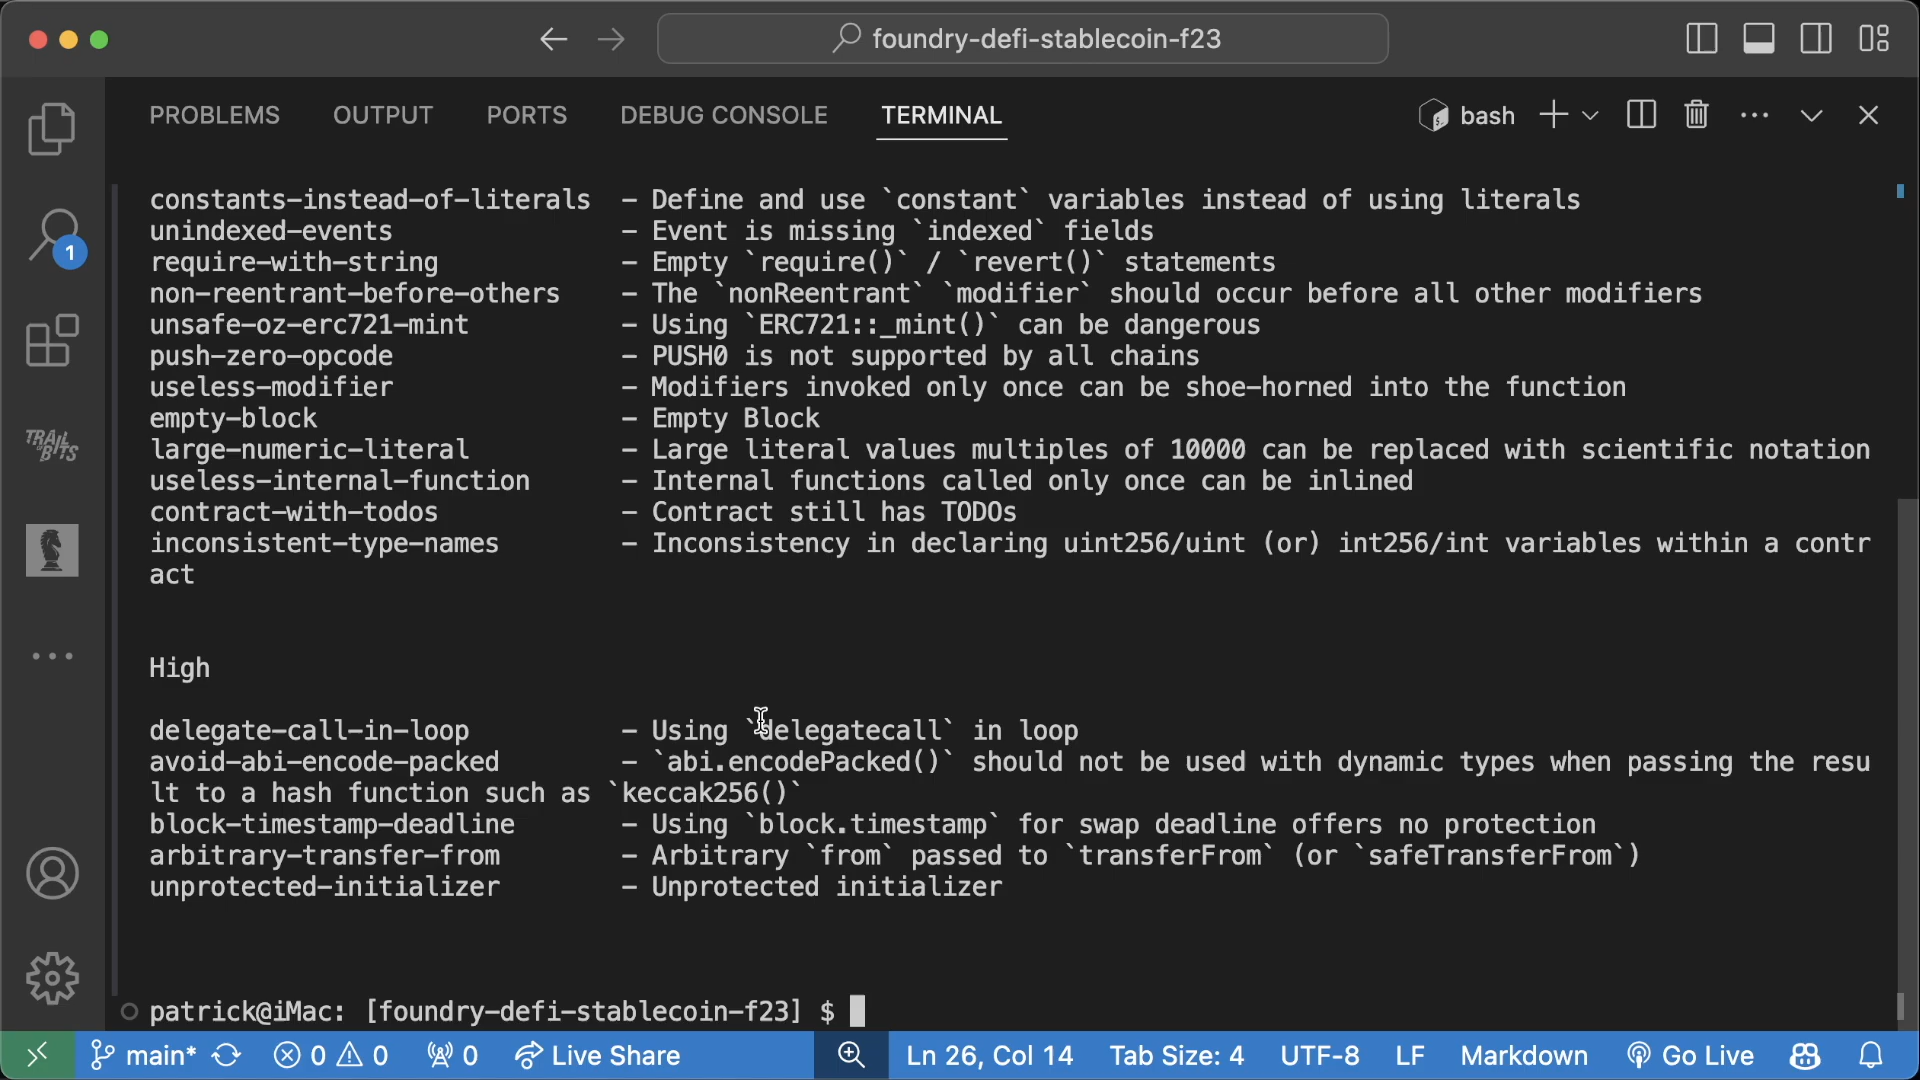 foundry-defi-stablecoin-f23
PROBLEMS OUTPUT PORTS DEBUG CONSOLE TERMINAL bash
constants-instead-of-literals - Define and use `constant` variables instead of using literals
unindexed-events - Event is missing `indexed` fields
require-with-string - Empty `require()` / `revert()` statements
non-reentrant-before-others - The `nonReentrant` `modifier` should occur before all other modifiers
unsafe-oz-erc721-mint - Using `ERC721::_mint()` can be dangerous
push-zero-opcode - PUSH0 is not supported by all chains
useless-modifier - Modifiers invoked only once can be shoe-horned into the function
empty-block - Empty Block
large-numeric-literal - Large literal values multiples of 10000 can be replaced with scientific notation
useless-internal-function - Internal functions called only once can be inlined
contract-with-todos - Contract still has TODOs
inconsistent-type-names - Inconsistency in declaring uint256/uint (or) int256/int variables within a contr
act
High
delegate-call-in-loop - Using `delegatecall` in loop
avoid-abi-encode-packed - `abi.encodePacked()` should not be used with dynamic types when passing the resu
lt to a hash function such as `keccak256()`
block-timestamp-deadline - Using `block.timestamp` for swap deadline offers no protection
arbitrary-transfer-from - Arbitrary `from` passed to `transferFrom` (or `safeTransferFrom`)
unprotected-initializer - Unprotected initializer
patrick@iMac: [foundry-defi-stablecoin-f23] $
1
TRAIL
OF
BITS
main* 0 0 0 Live Share Ln 26, Col 14 Tab Size: 4 UTF-8 LF Markdown Go Live